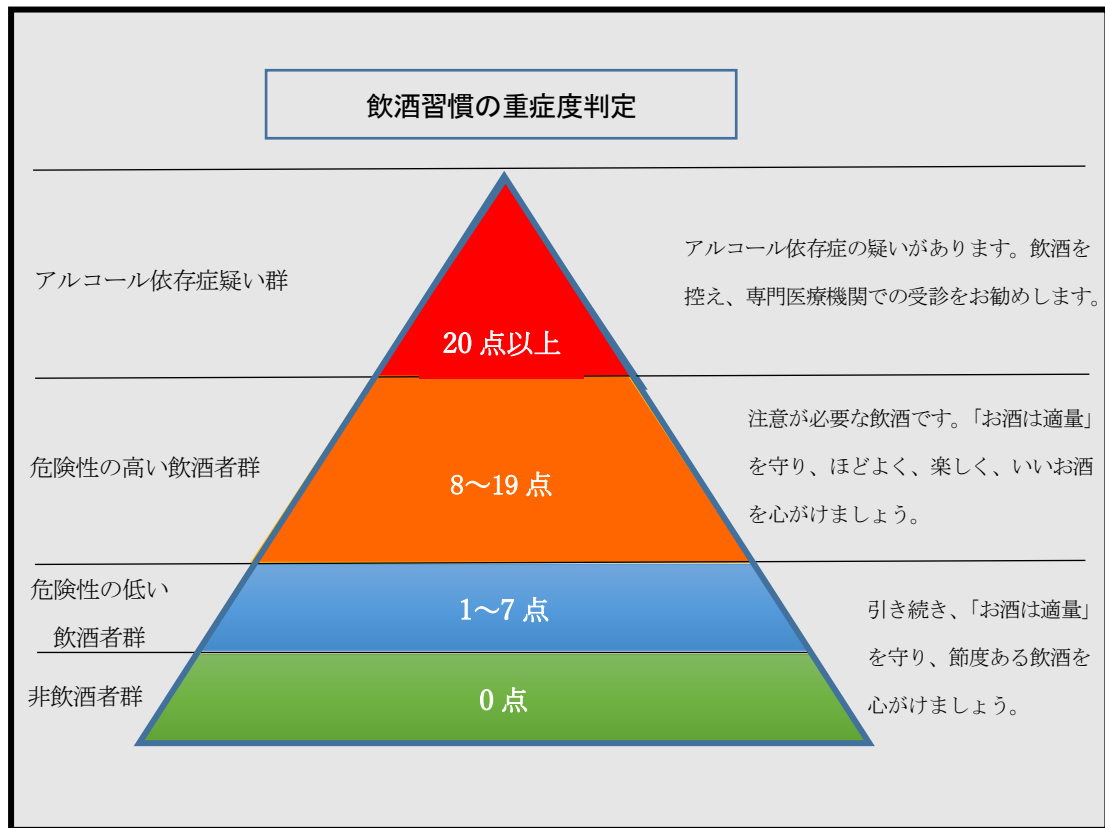 飲酒習慣の重症度判定
アルコール依存症疑い群
20 点以上
アルコール依存症の疑いがあります。飲酒を
控え、専門医療機関での受診をお勧めします。
危険性の高い飲酒者群
8～19 点
注意が必要な飲酒です。「お酒は適量」
を守り、ほどよく、楽しく、いいお酒
を心がけましょう。
危険性の低い
飲酒者群
1～7 点
非飲酒者群
0 点
引き続き、「お酒は適量」
を守り、節度ある飲酒を
心がけましょう。